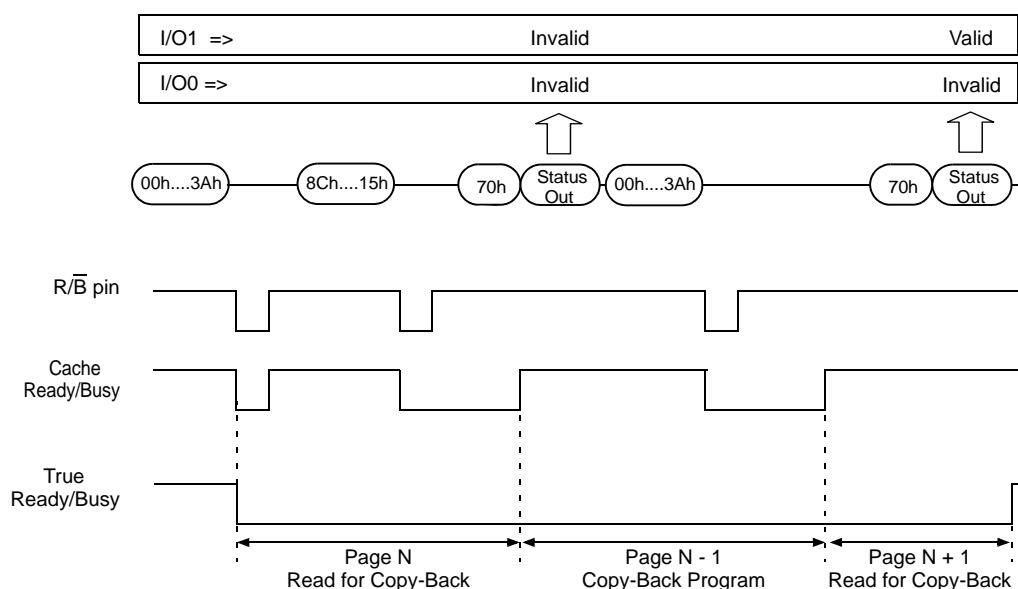 I/O1 => Invalid Valid
I/O0 => Invalid Invalid
00h....3Ah 8Ch....15h 70h Status Out 00h....3Ah 70h Status Out
R/B̅ pin
Cache
Ready/Busy
True
Ready/Busy
Page N Page N - 1 Page N + 1
Read for Copy-Back Copy-Back Program Read for Copy-Back